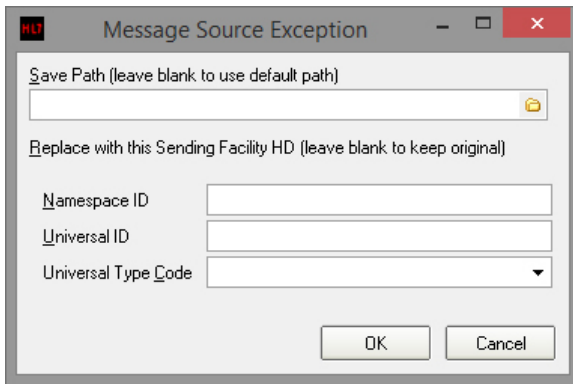 HL7 Message Source Exception
Save Path (leave blank to use default path)
Replace with this Sending Facility HD (leave blank to keep original)
Namespace ID
Universal ID
Universal Type Code
OK Cancel